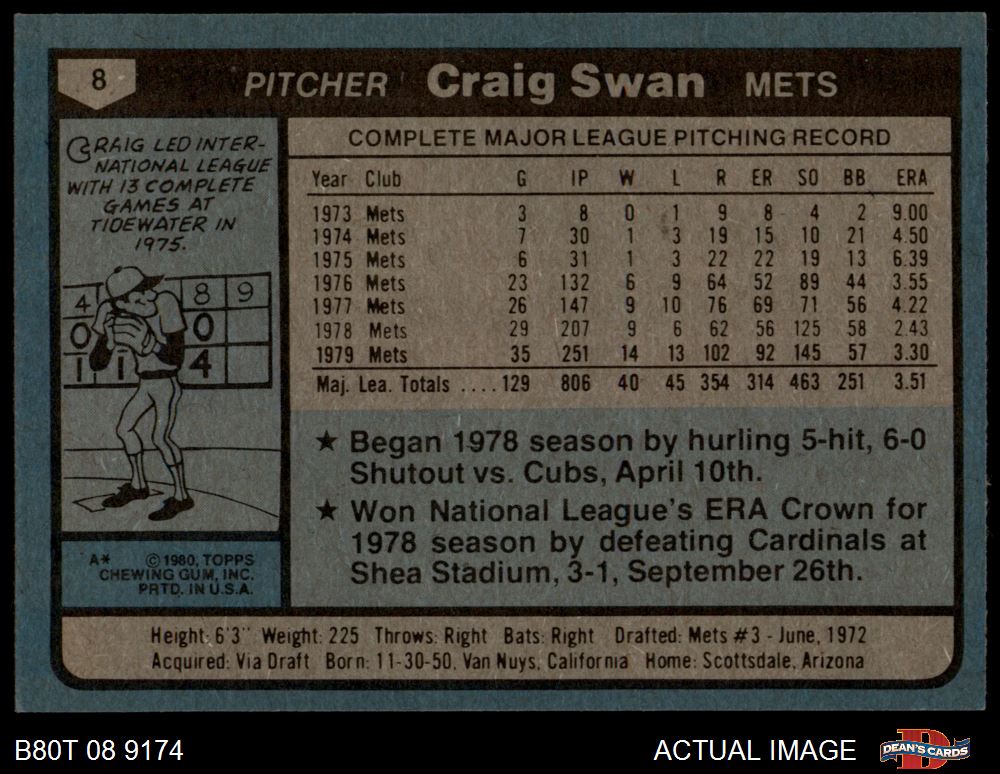 8
PITCHER Craig Swan METS
CRAIG LED INTER-
NATIONAL LEAGUE
WITH 13 COMPLETE
GAMES AT
TIDEWATER IN
1975.
4 8 9
0 0
1 1 4
A* © 1980, TOPPS
CHEWING GUM, INC.
PRTD. IN U.S.A.
COMPLETE MAJOR LEAGUE PITCHING RECORD
Year Club G IP W L R ER SO BB ERA
1973 Mets 3 8 0 1 9 8 4 2 9.00
1974 Mets 7 30 1 3 19 15 10 21 4.50
1975 Mets 6 31 1 3 22 22 19 13 6.39
1976 Mets 23 132 6 9 64 52 89 44 3.55
1977 Mets 26 147 9 10 76 69 71 56 4.22
1978 Mets 29 207 9 6 62 56 125 58 2.43
1979 Mets 35 251 14 13 102 92 145 57 3.30
Maj. Lea. Totals .... 129 806 40 45 354 314 463 251 3.51
★ Began 1978 season by hurling 5-hit, 6-0
Shutout vs. Cubs, April 10th.
★ Won National League's ERA Crown for
1978 season by defeating Cardinals at
Shea Stadium, 3-1, September 26th.
Height: 6'3" Weight: 225 Throws: Right Bats: Right Drafted: Mets #3 - June, 1972
Acquired: Via Draft Born: 11-30-50, Van Nuys, California Home: Scottsdale, Arizona
B80T 08 9174 ACTUAL IMAGE DEAN'S CARDS